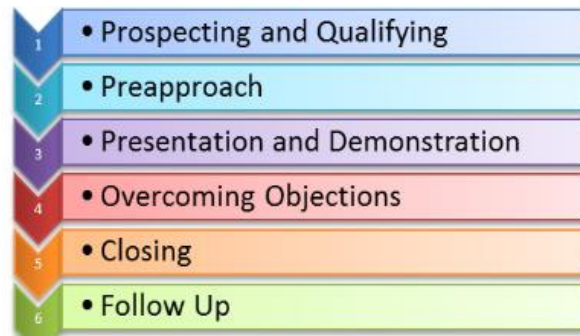 1 • Prospecting and Qualifying
2 • Preapproach
3 • Presentation and Demonstration
4 • Overcoming Objections
5 • Closing
6 • Follow Up